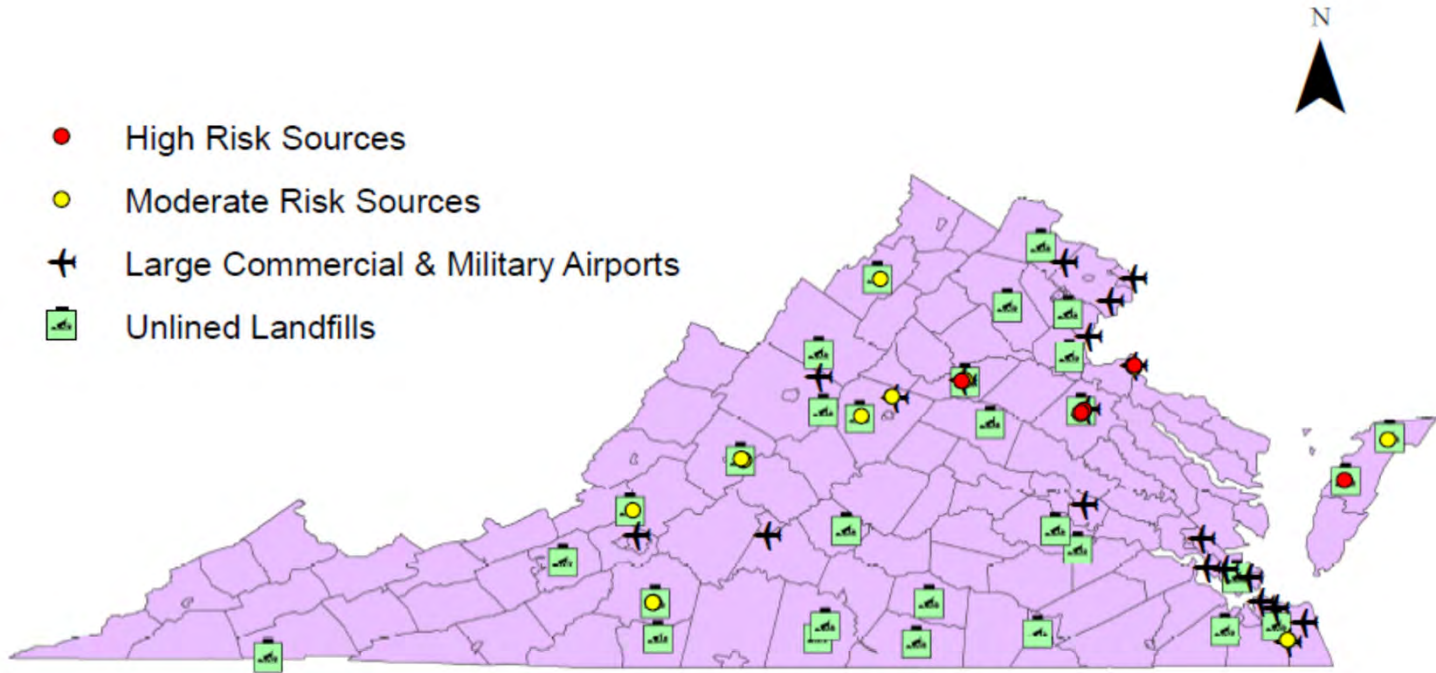 N
High Risk Sources
Moderate Risk Sources
Large Commercial & Military Airports
Unlined Landfills